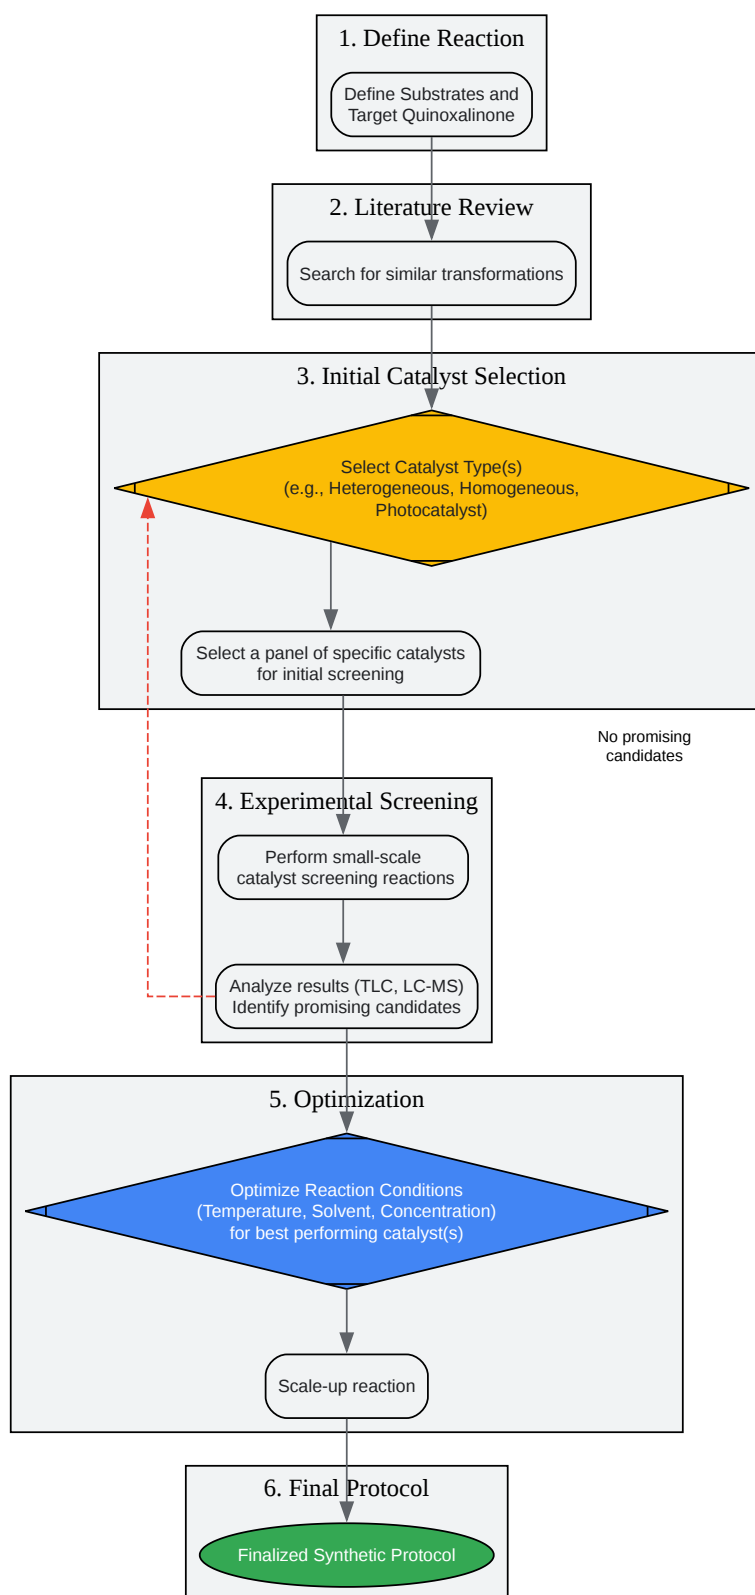 1. Define Reaction
Define Substrates and
Target Quinoxalinone
2. Literature Review
Search for similar transformations
3. Initial Catalyst Selection
Select Catalyst Type(s)
(e.g., Heterogeneous, Homogeneous,
Photocatalyst)
Select a panel of specific catalysts
for initial screening
No promising
candidates
4. Experimental Screening
Perform small-scale
catalyst screening reactions
Analyze results (TLC, LC-MS)
Identify promising candidates
5. Optimization
Optimize Reaction Conditions
(Temperature, Solvent, Concentration)
for best performing catalyst(s)
Scale-up reaction
6. Final Protocol
Finalized Synthetic Protocol